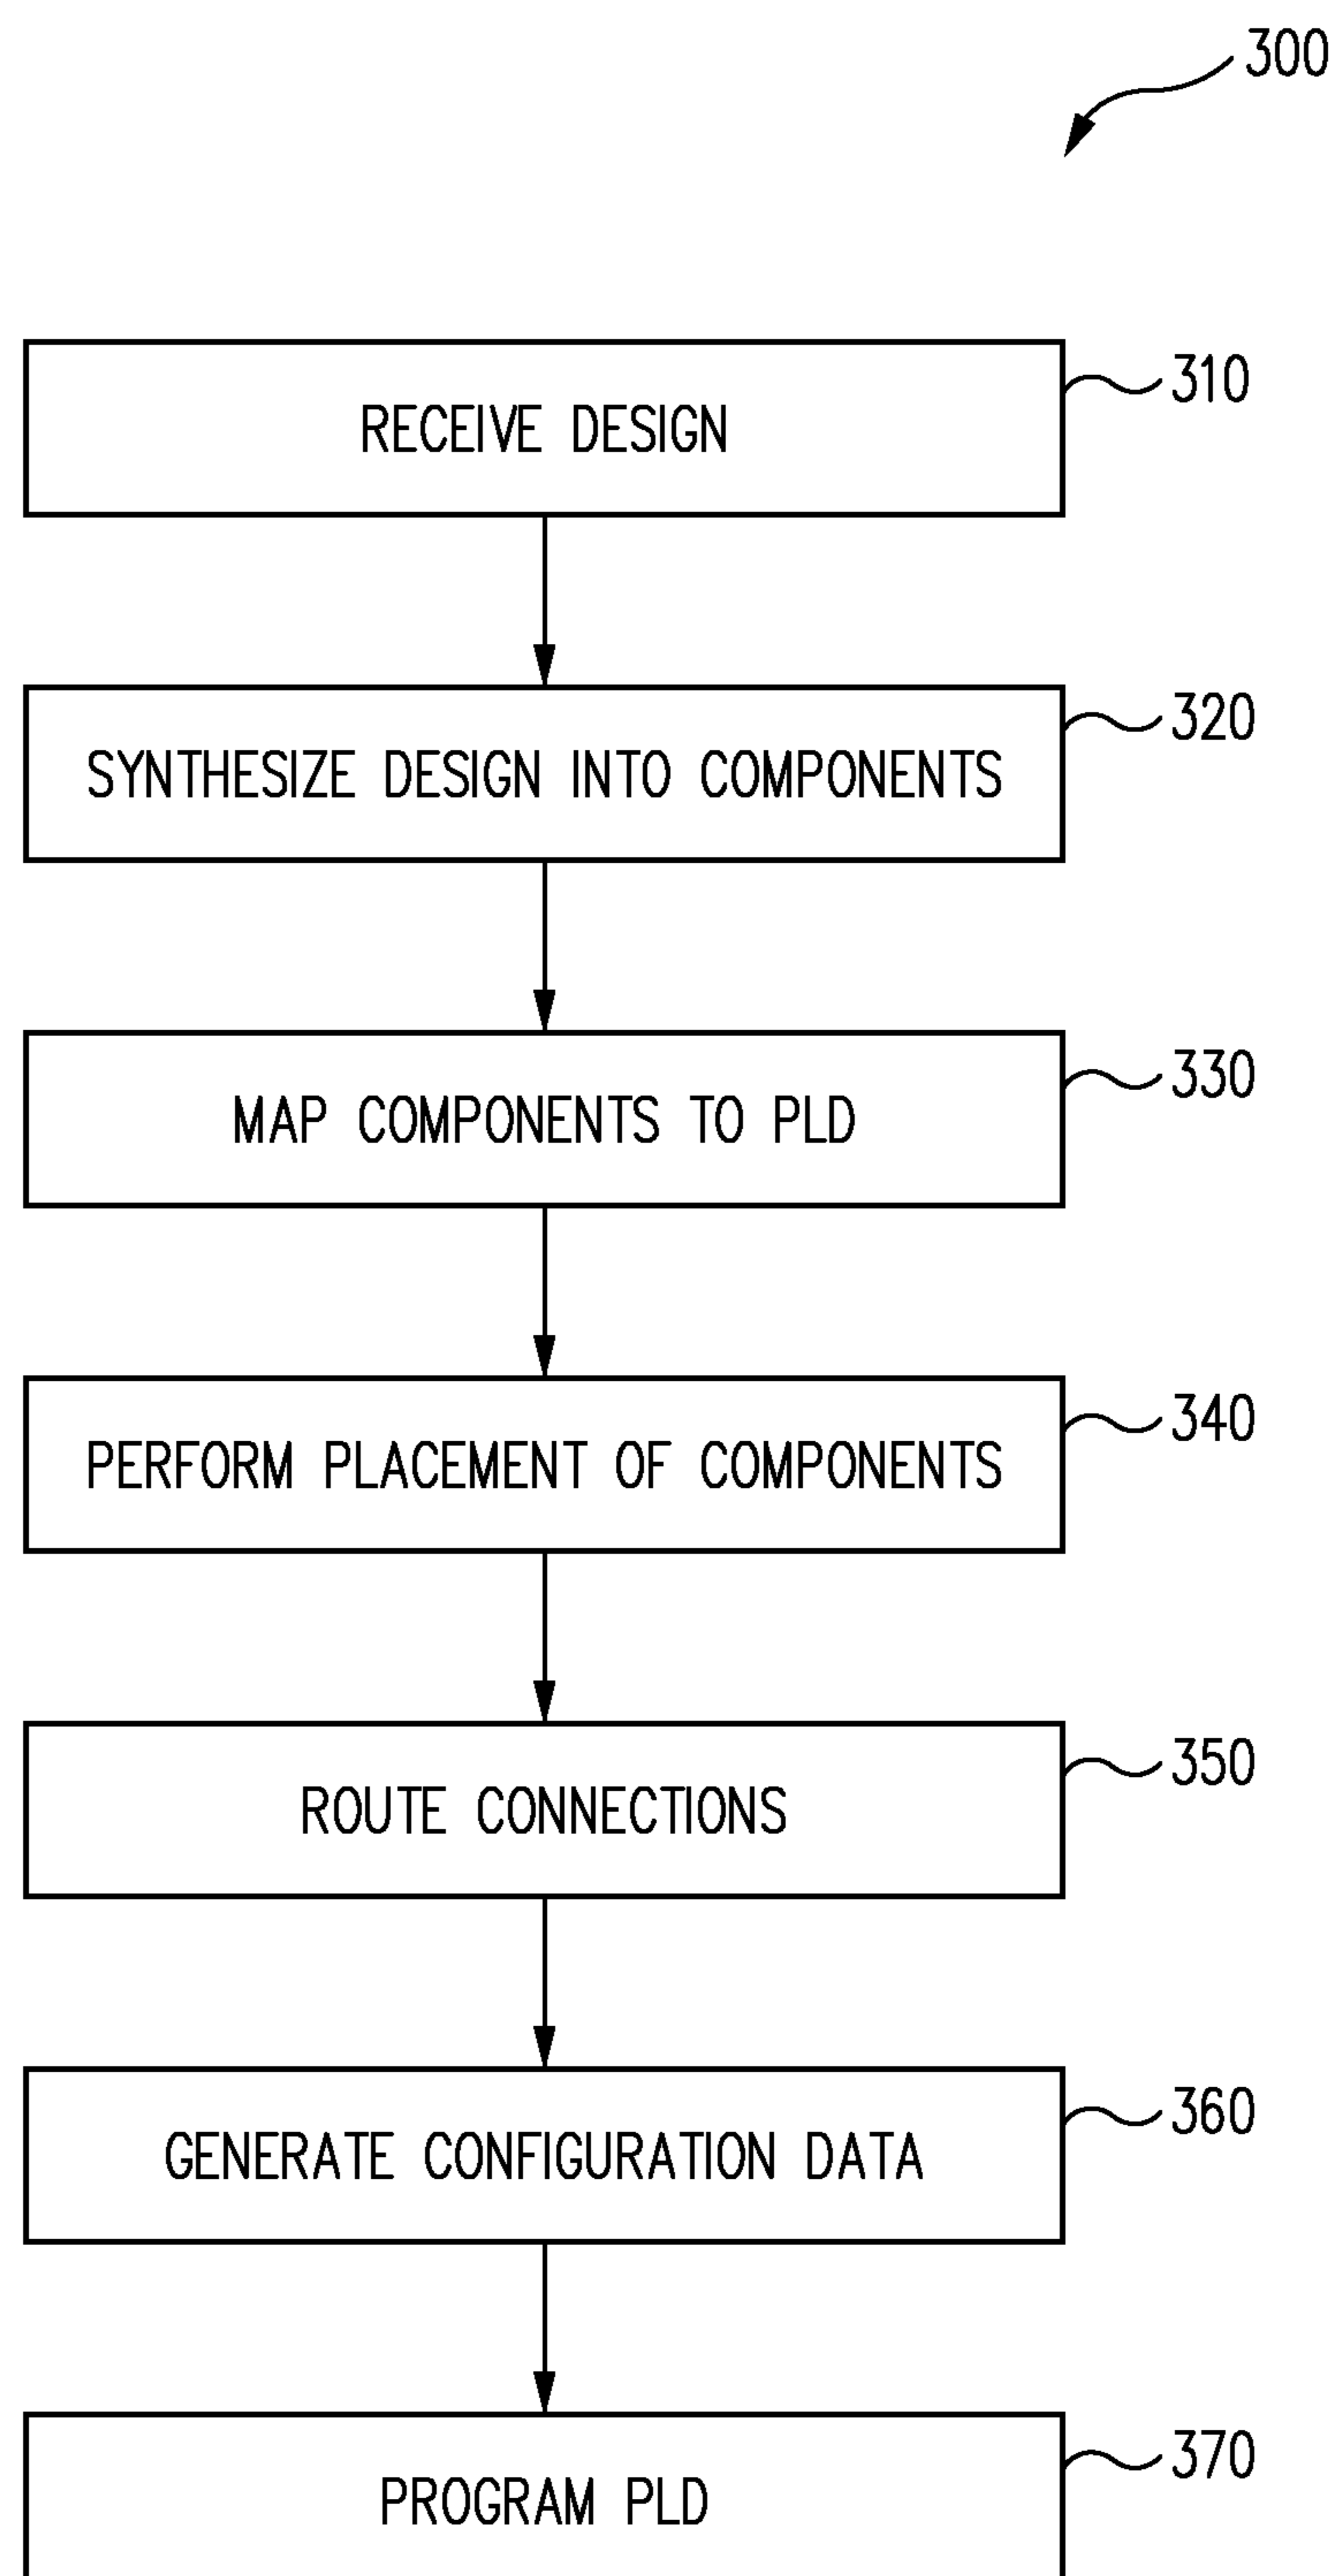 300
RECEIVE DESIGN
310
SYNTHESIZE DESIGN INTO COMPONENTS
320
MAP COMPONENTS TO PLD
330
PERFORM PLACEMENT OF COMPONENTS
340
ROUTE CONNECTIONS
350
GENERATE CONFIGURATION DATA
360
PROGRAM PLD
370